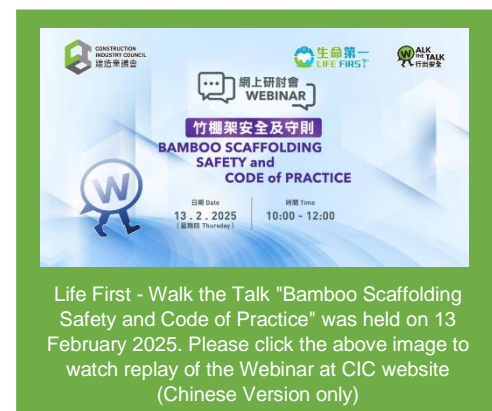 CONSTRUCTION
INDUSTRY COUNCIL
建造業議會
生命第一
LIFE FIRST
WALK
THE TALK
行出安全
網上研討會
WEBINAR
竹棚架安全及守則
BAMBOO SCAFFOLDING
SAFETY and
CODE of PRACTICE
W
日期 Date
13 . 2 . 2025
( 星期四 Thursday )
時間 Time
10:00 - 12:00
Life First - Walk the Talk "Bamboo Scaffolding
Safety and Code of Practice" was held on 13
February 2025. Please click the above image to
watch replay of the Webinar at CIC website
(Chinese Version only)